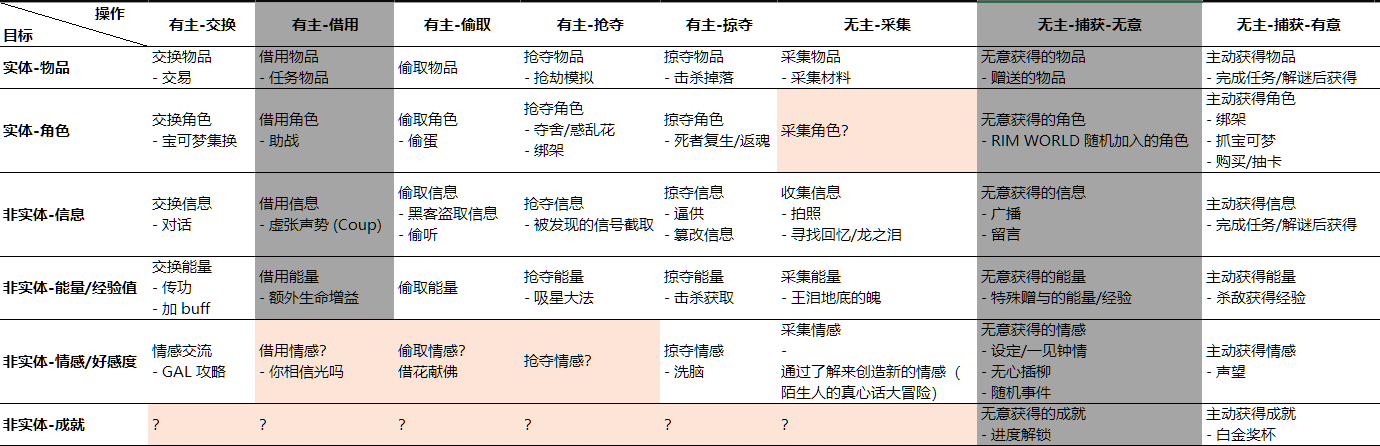 操作
目标
有主-交换
有主-借用
有主-偷取
有主-抢夺
有主-掠夺
无主-采集
无主-捕获-无意
无主-捕获-有意
实体-物品
交换物品
- 交易
借用物品
- 任务物品
偷取物品
抢夺物品
- 抢劫模拟
掠夺物品
- 击杀掉落
采集物品
- 采集材料
无意获得的物品
- 赠送的物品
主动获得物品
- 完成任务/解谜后获得
实体-角色
交换角色
- 宝可梦集换
借用角色
- 助战
偷取角色
- 偷蛋
抢夺角色
- 夺舍/惑乱花
- 绑架
掠夺角色
- 死者复生/返魂
采集角色?
无意获得的角色
- RIM WORLD 随机加入的角色
主动获得角色
- 绑架
- 抓宝可梦
- 购买/抽卡
非实体-信息
交换信息
- 对话
借用信息
- 虚张声势 (Coup)
偷取信息
- 黑客盗取信息
- 偷听
抢夺信息
- 被发现的信号截取
掠夺信息
- 逼供
- 篡改信息
收集信息
- 拍照
- 寻找回忆/龙之泪
无意获得的信息
- 广播
- 留言
主动获得信息
- 完成任务/解谜后获得
非实体-能量/经验值
交换能量
- 传功
- 加 buff
借用能量
- 额外生命增益
偷取能量
抢夺能量
- 吸星大法
掠夺能量
- 击杀获取
采集能量
- 王泪地底的魄
无意获得的能量
- 特殊赠与的能量/经验
主动获得能量
- 杀敌获得经验
非实体-情感/好感度
情感交流
- GAL 攻略
借用情感?
- 你相信光吗
偷取情感?
借花献佛
抢夺情感?
掠夺情感
- 洗脑
采集情感
-
通过了解来创造新的情感（
陌生人的真心话大冒险）
无意获得的情感
- 设定/一见钟情
- 无心插柳
- 随机事件
主动获得情感
- 声望
非实体-成就
?
?
?
?
?
?
无意获得的成就
- 进度解锁
主动获得成就
- 白金奖杯